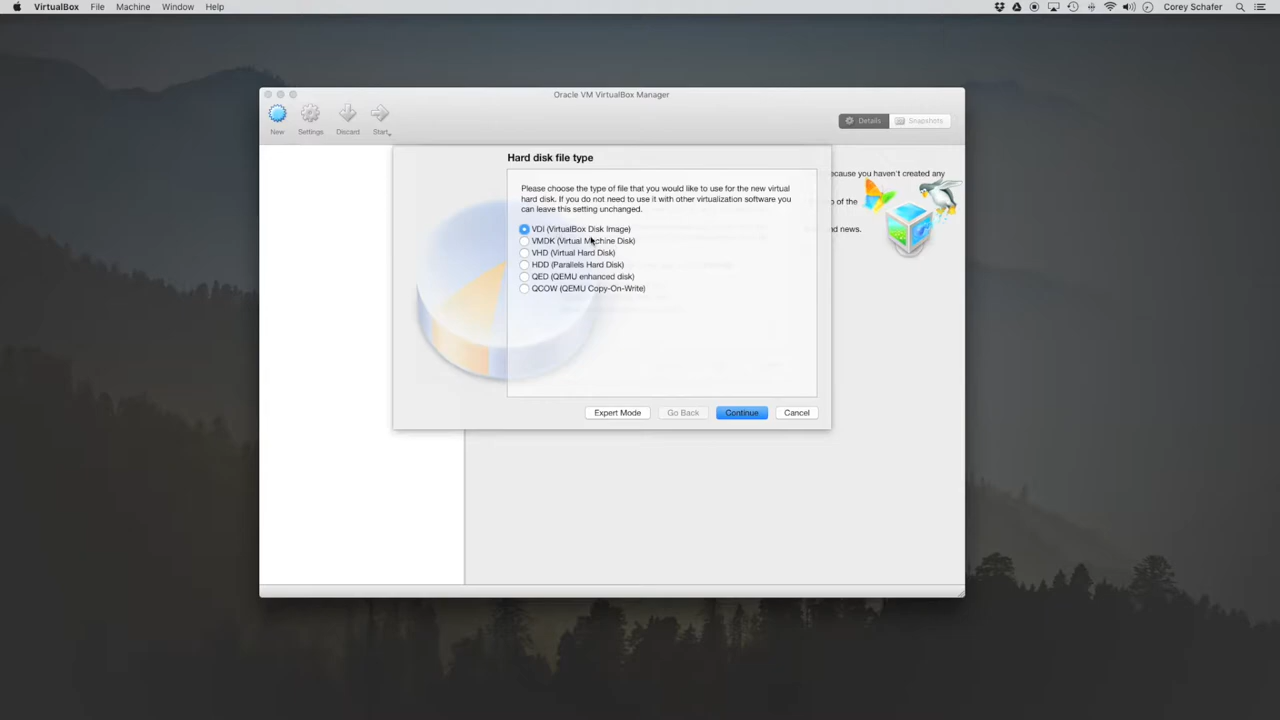 VirtualBox File Machine Window Help Corey Schafer
Oracle VM VirtualBox Manager
New Settings Discard Start
Details Snapshots
Hard disk file type
ecause you haven't created any
Please choose the type of file that you would like to use for the new virtual
hard disk. If you do not need to use it with other virtualization software you
can leave this setting unchanged.
p of the
nd news.
VDI (VirtualBox Disk Image)
VMDK (Virtual Machine Disk)
VHD (Virtual Hard Disk)
HDD (Parallels Hard Disk)
QED (QEMU enhanced disk)
QCOW (QEMU Copy-On-Write)
Expert Mode Go Back Continue Cancel